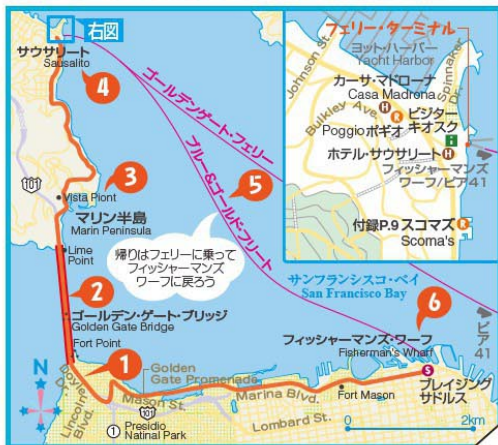 右図
サウサリート
Sausalito
4
ゴールデンゲート・フェリー
ブルー&ゴールド・フリート
5
101
3
Vista Piont
マリン半島
Marin Peninsula
Lime
Point
帰りはフェリーに乗って
フィッシャーマンズ
ワーフに戻ろう
2
ゴールデン・ゲート・ブリッジ
Golden Gate Bridge
Fort Point
1
N
Doyle Dr.
Lincoln
Blvd.
Golden
Gate Promenade
Mason St.
101
1
Presidio
National Park
Marina Blvd.
Fort Mason
Lombard St.
サンフランシスコ・ベイ
San Francisco Bay
6
フィッシャーマンズ・ワーフ
Fisherman's Wharf
S
ブレイジング
サドルス
ピア
41
0
2km
フェリー・ターミナル
ヨット・ハーバー
Yacht Harbor
Johnson St.
Spinnaker
Dr.
カーサ・マドローナ
Casa Madrona
H
Bulkley Ave.
R
Poggio ポギオ
ビジター
キオスク
i
ホテル・サウサリート
H
フィッシャーマンズ
ワーフ/ピア41
付録P.9 スコマズ
R
Scoma's